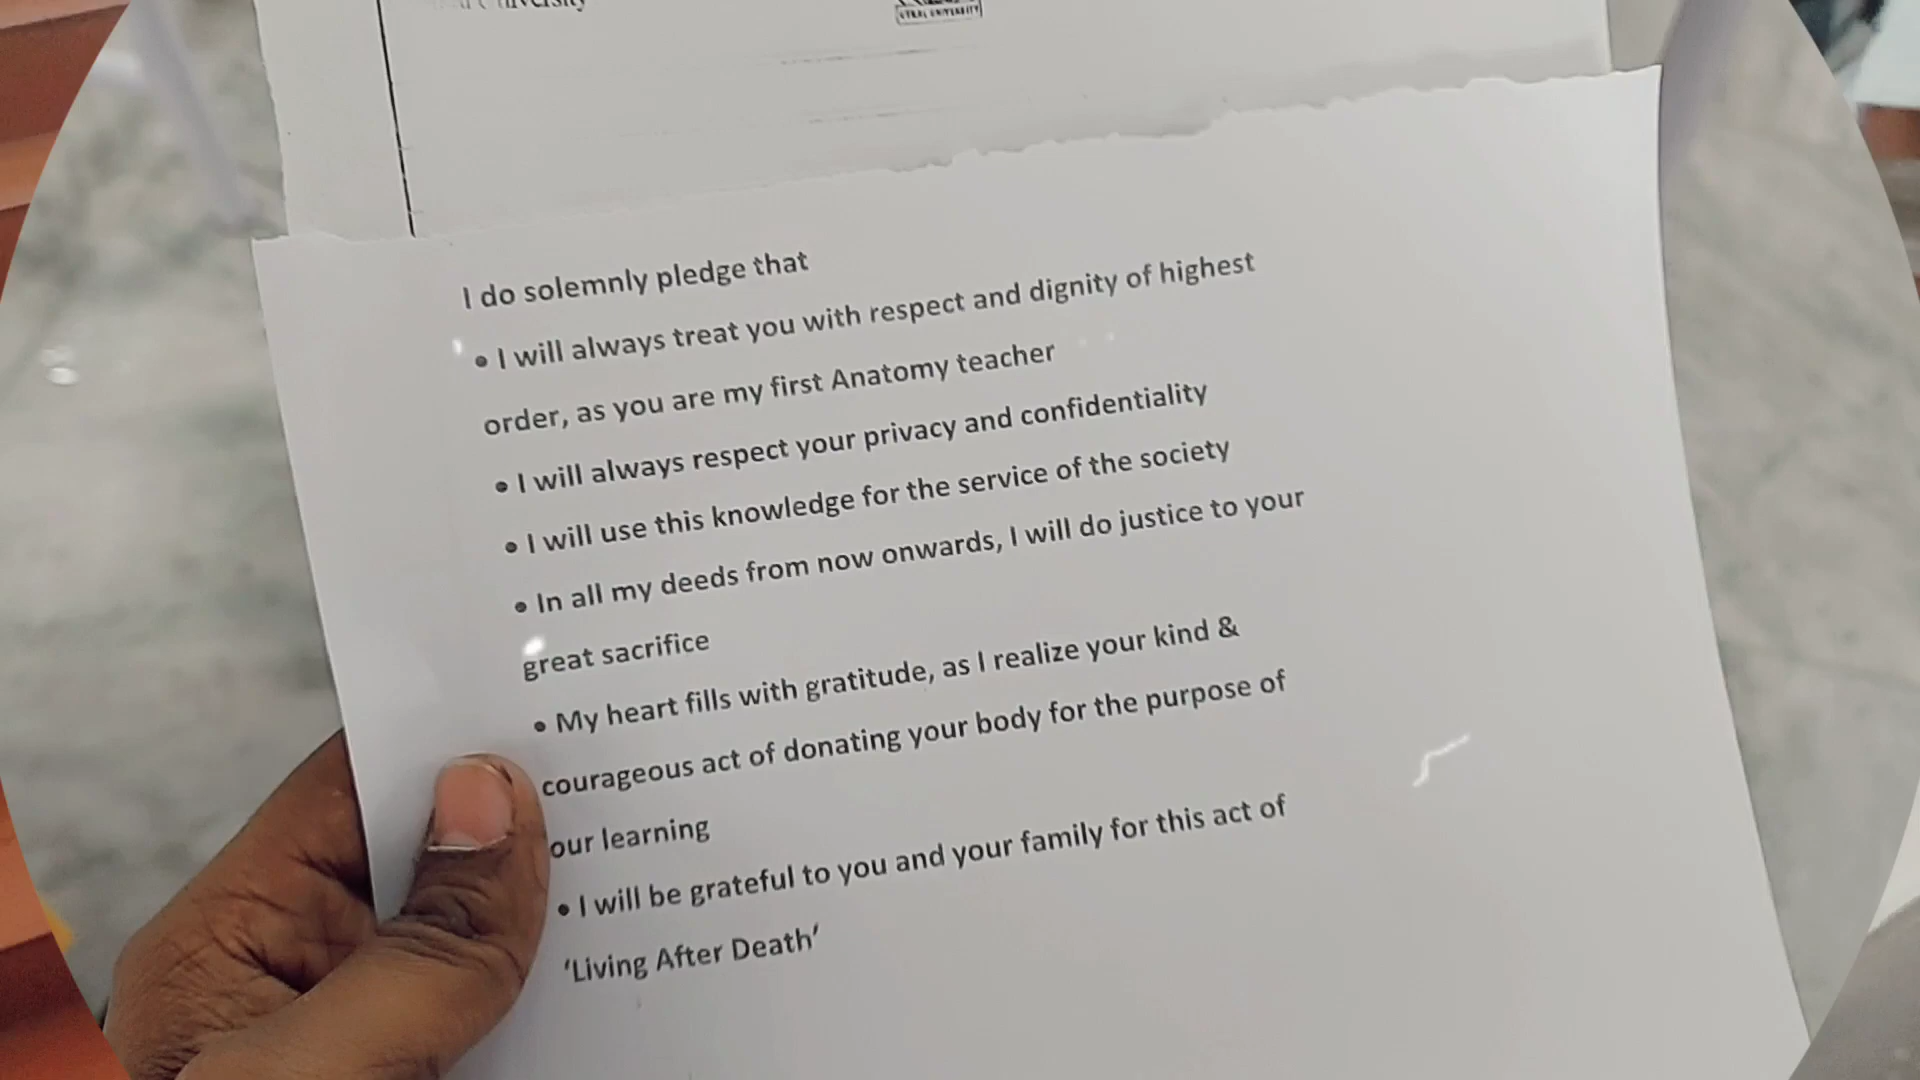 University
I do solemnly pledge that
• I will always treat you with respect and dignity of highest
order, as you are my first Anatomy teacher
• I will always respect your privacy and confidentiality
• I will use this knowledge for the service of the society
• In all my deeds from now onwards, I will do justice to your
great sacrifice
• My heart fills with gratitude, as I realize your kind &
courageous act of donating your body for the purpose of
our learning
• I will be grateful to you and your family for this act of
‘Living After Death’